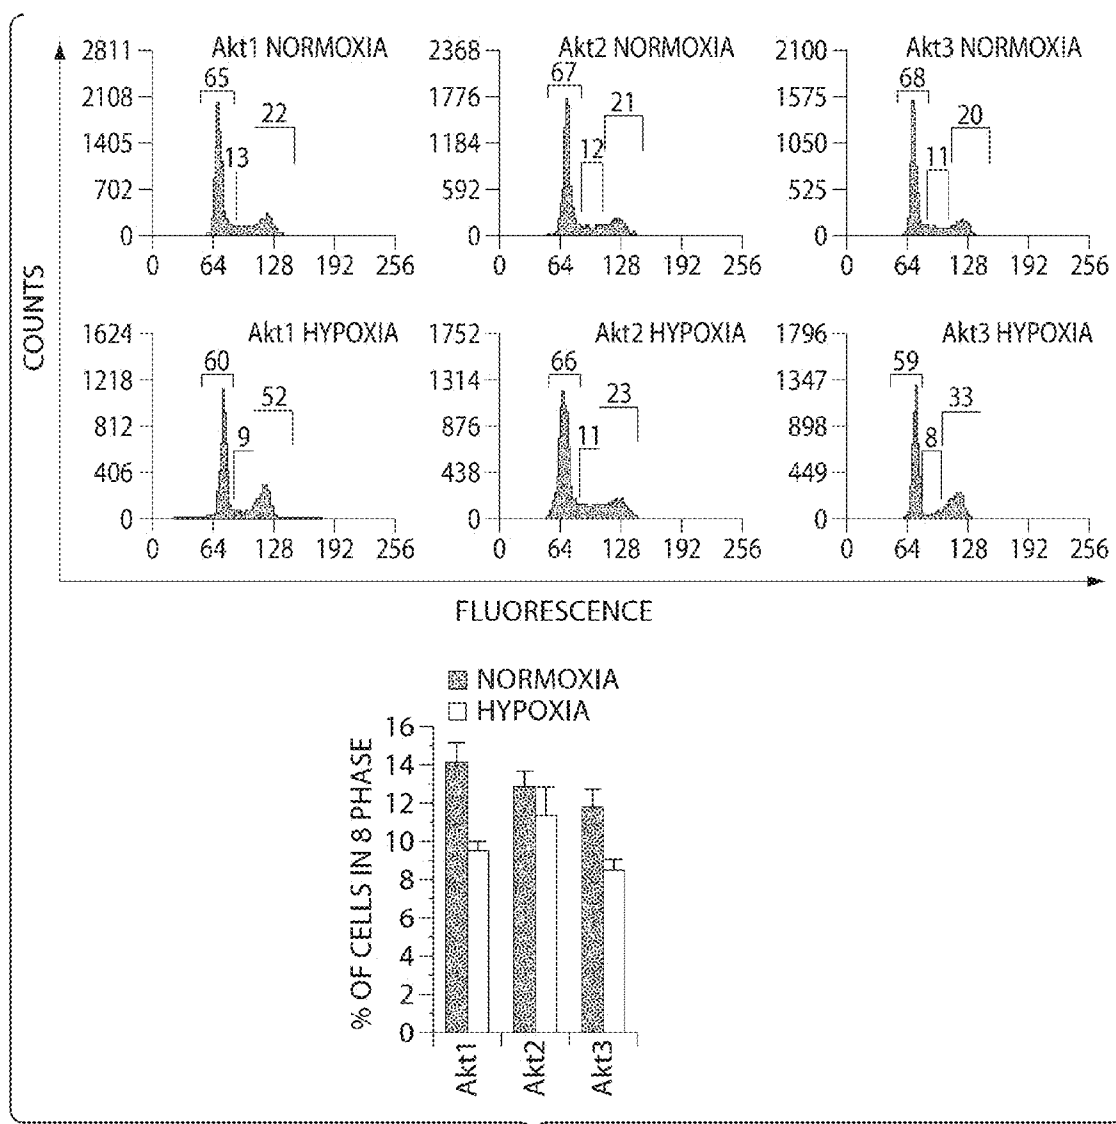 Akt1 NORMOXIA
2811
2108
1405
702
0
65
13
22
0 64 128 192 256
Akt2 NORMOXIA
2368
1776
1184
592
0
67
12
21
0 64 128 192 256
Akt3 NORMOXIA
2100
1575
1050
525
0
68
11
20
0 64 128 192 256
COUNTS
Akt1 HYPOXIA
1624
1218
812
406
0
60
9
52
0 64 128 192 256
Akt2 HYPOXIA
1752
1314
876
438
0
66
11
23
0 64 128 192 256
Akt3 HYPOXIA
1796
1347
898
449
0
59
8
33
0 64 128 192 256
FLUORESCENCE
NORMOXIA
HYPOXIA
% OF CELLS IN 8 PHASE
16
14
12
10
8
6
4
2
0
Akt1
Akt2
Akt3